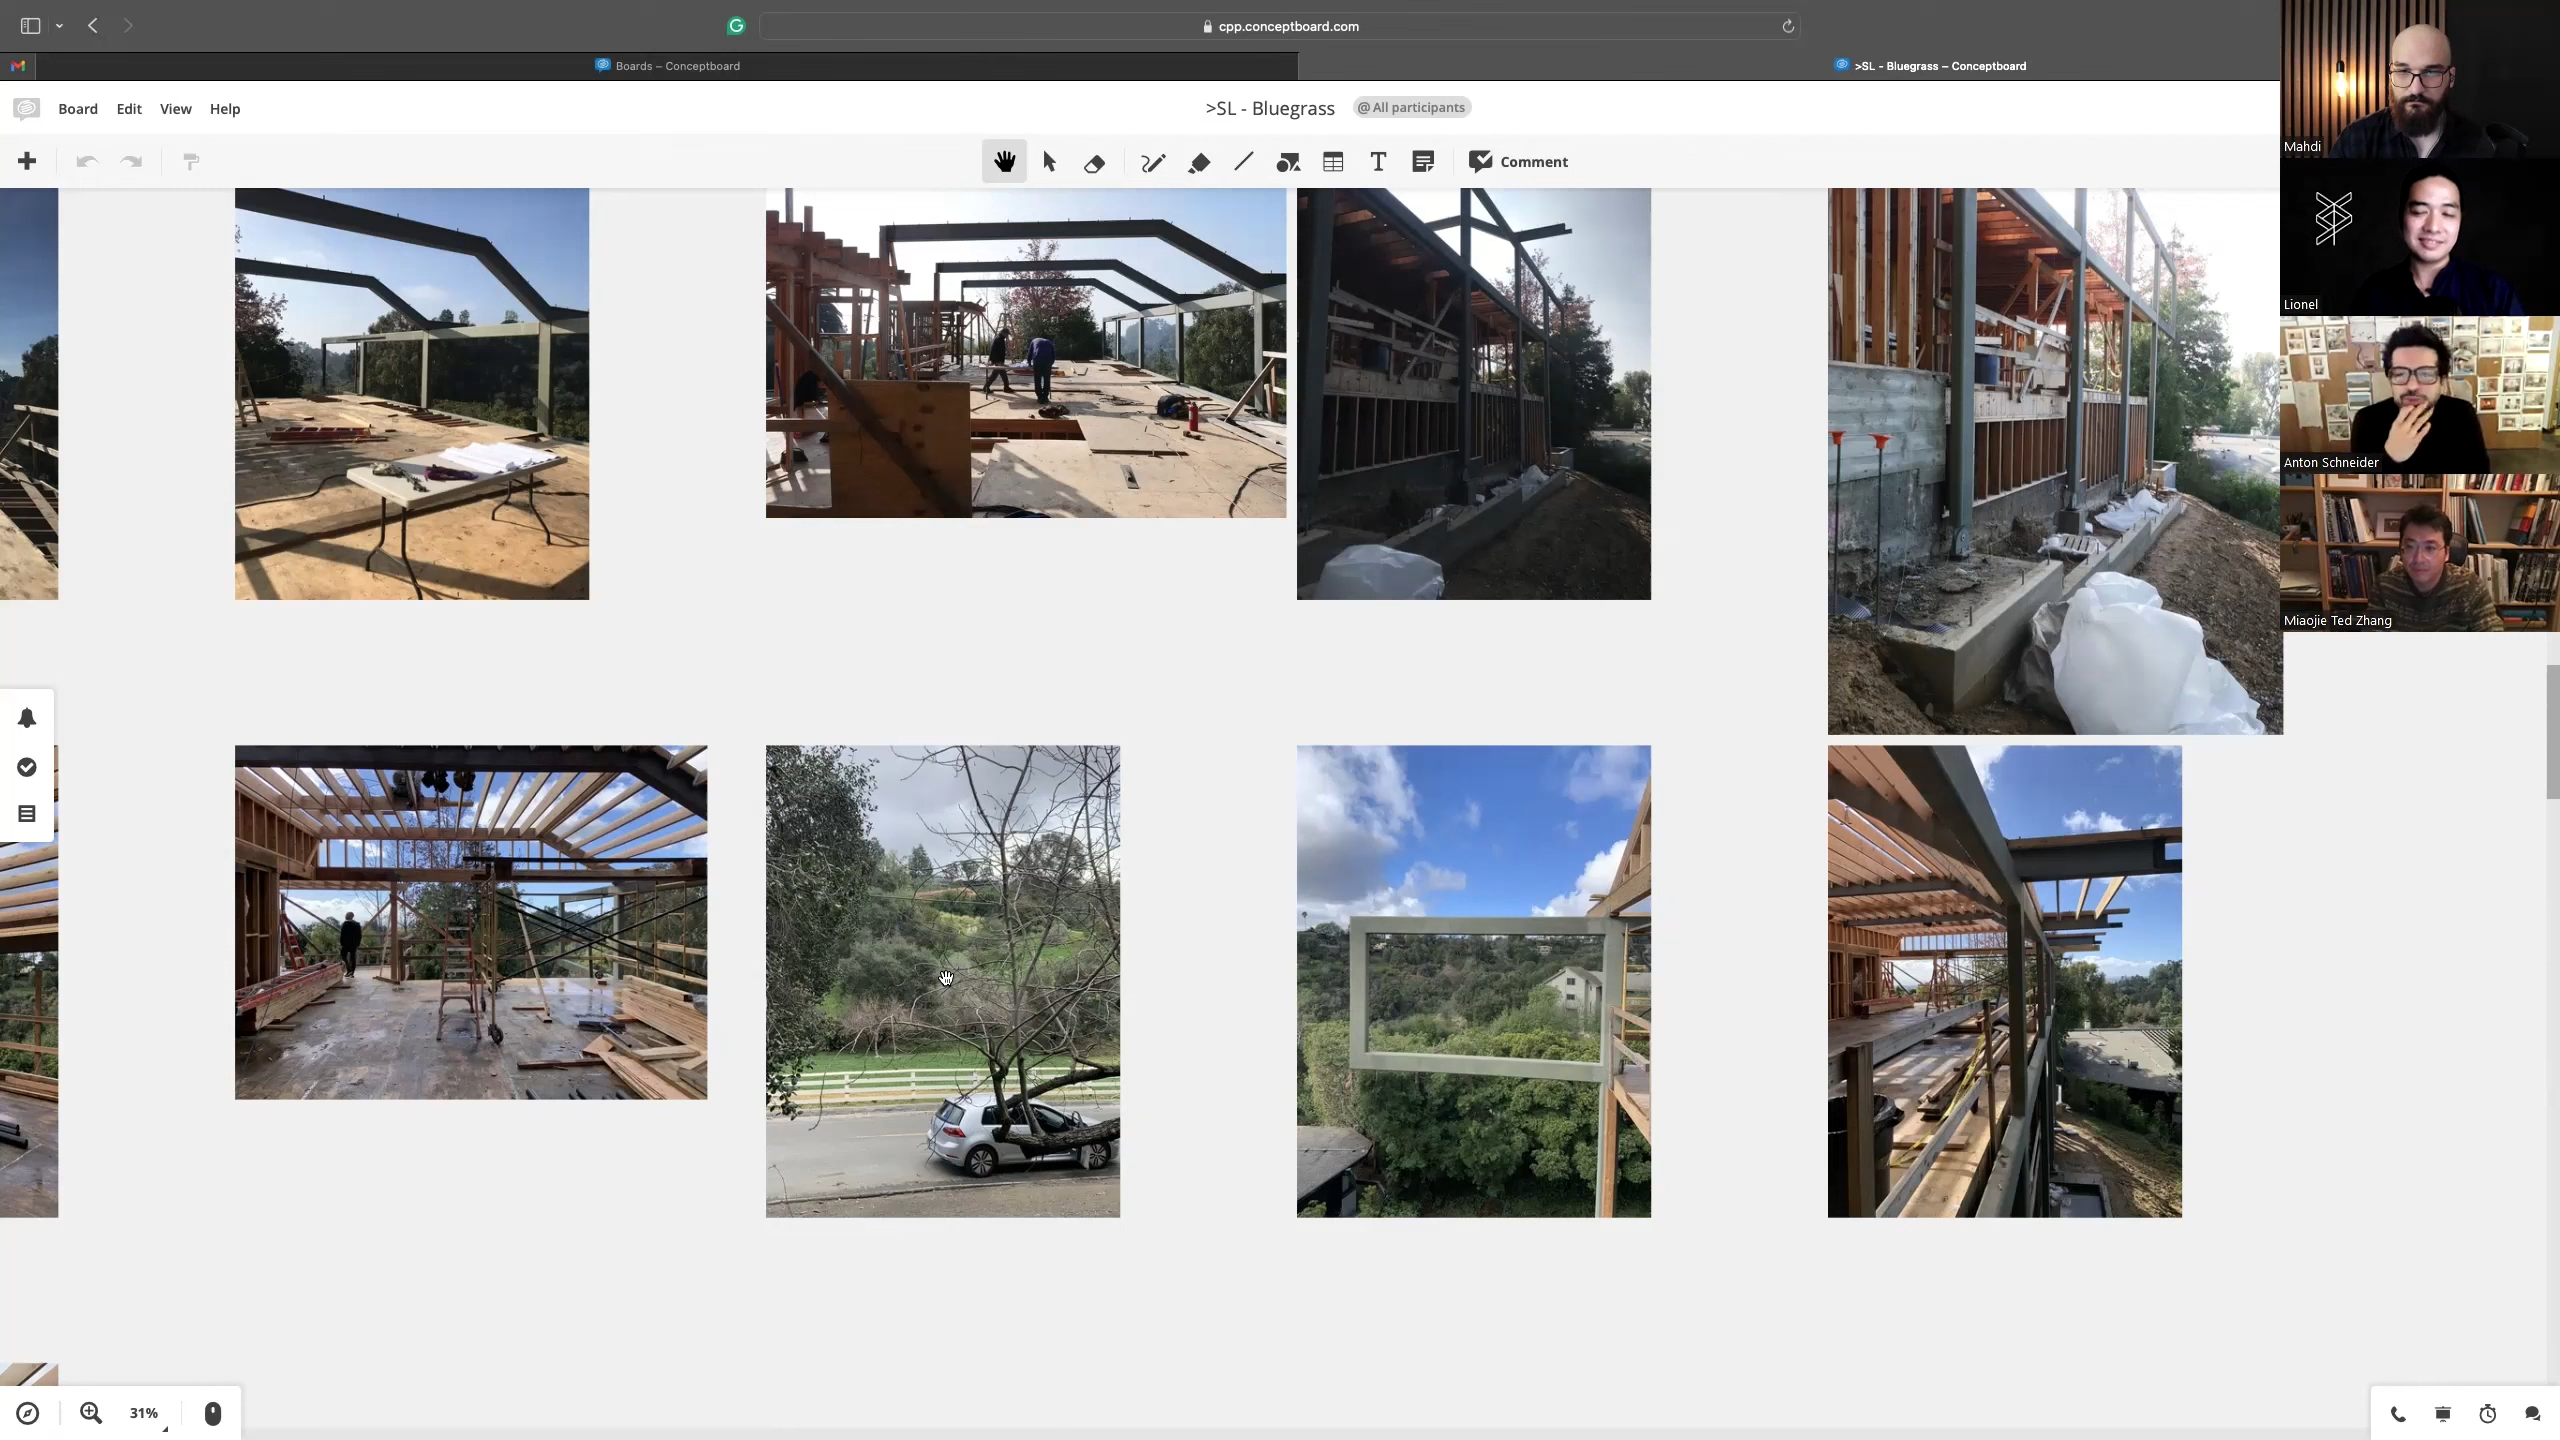 cpp.conceptboard.com
Boards – Conceptboard
>SL - Bluegrass – Conceptboard
Board Edit View Help
>SL - Bluegrass @ All participants
Comment
Mahdi
Lionel
Anton Schneider
Miaojie Ted Zhang
31%